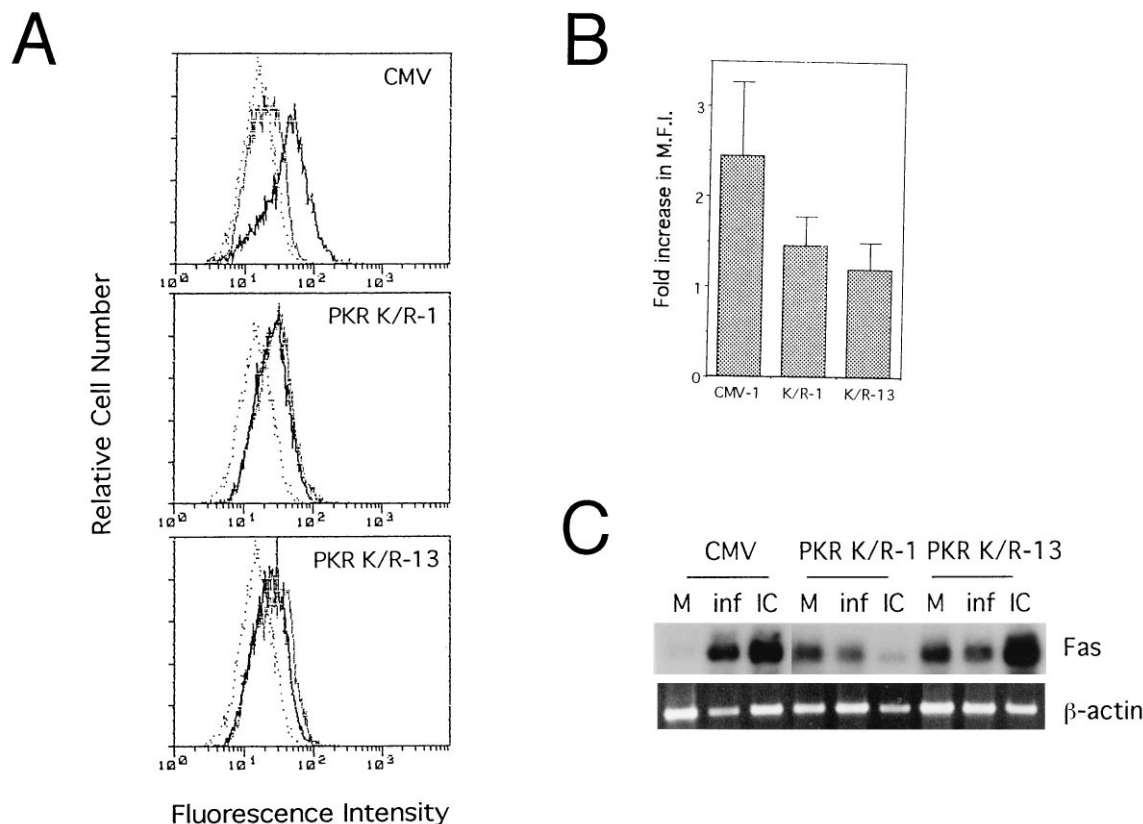 A
Relative Cell Number
CMV
10⁰ 10¹ 10² 10³
PKR K/R-1
10⁰ 10¹ 10² 10³
PKR K/R-13
10⁰ 10¹ 10² 10³
Fluorescence Intensity
B
Fold increase in M.F.I.
3
2
1
0
CMV-1 K/R-1 K/R-13
C
CMV PKR K/R-1 PKR K/R-13
M inf IC M inf IC M inf IC
Fas
β-actin